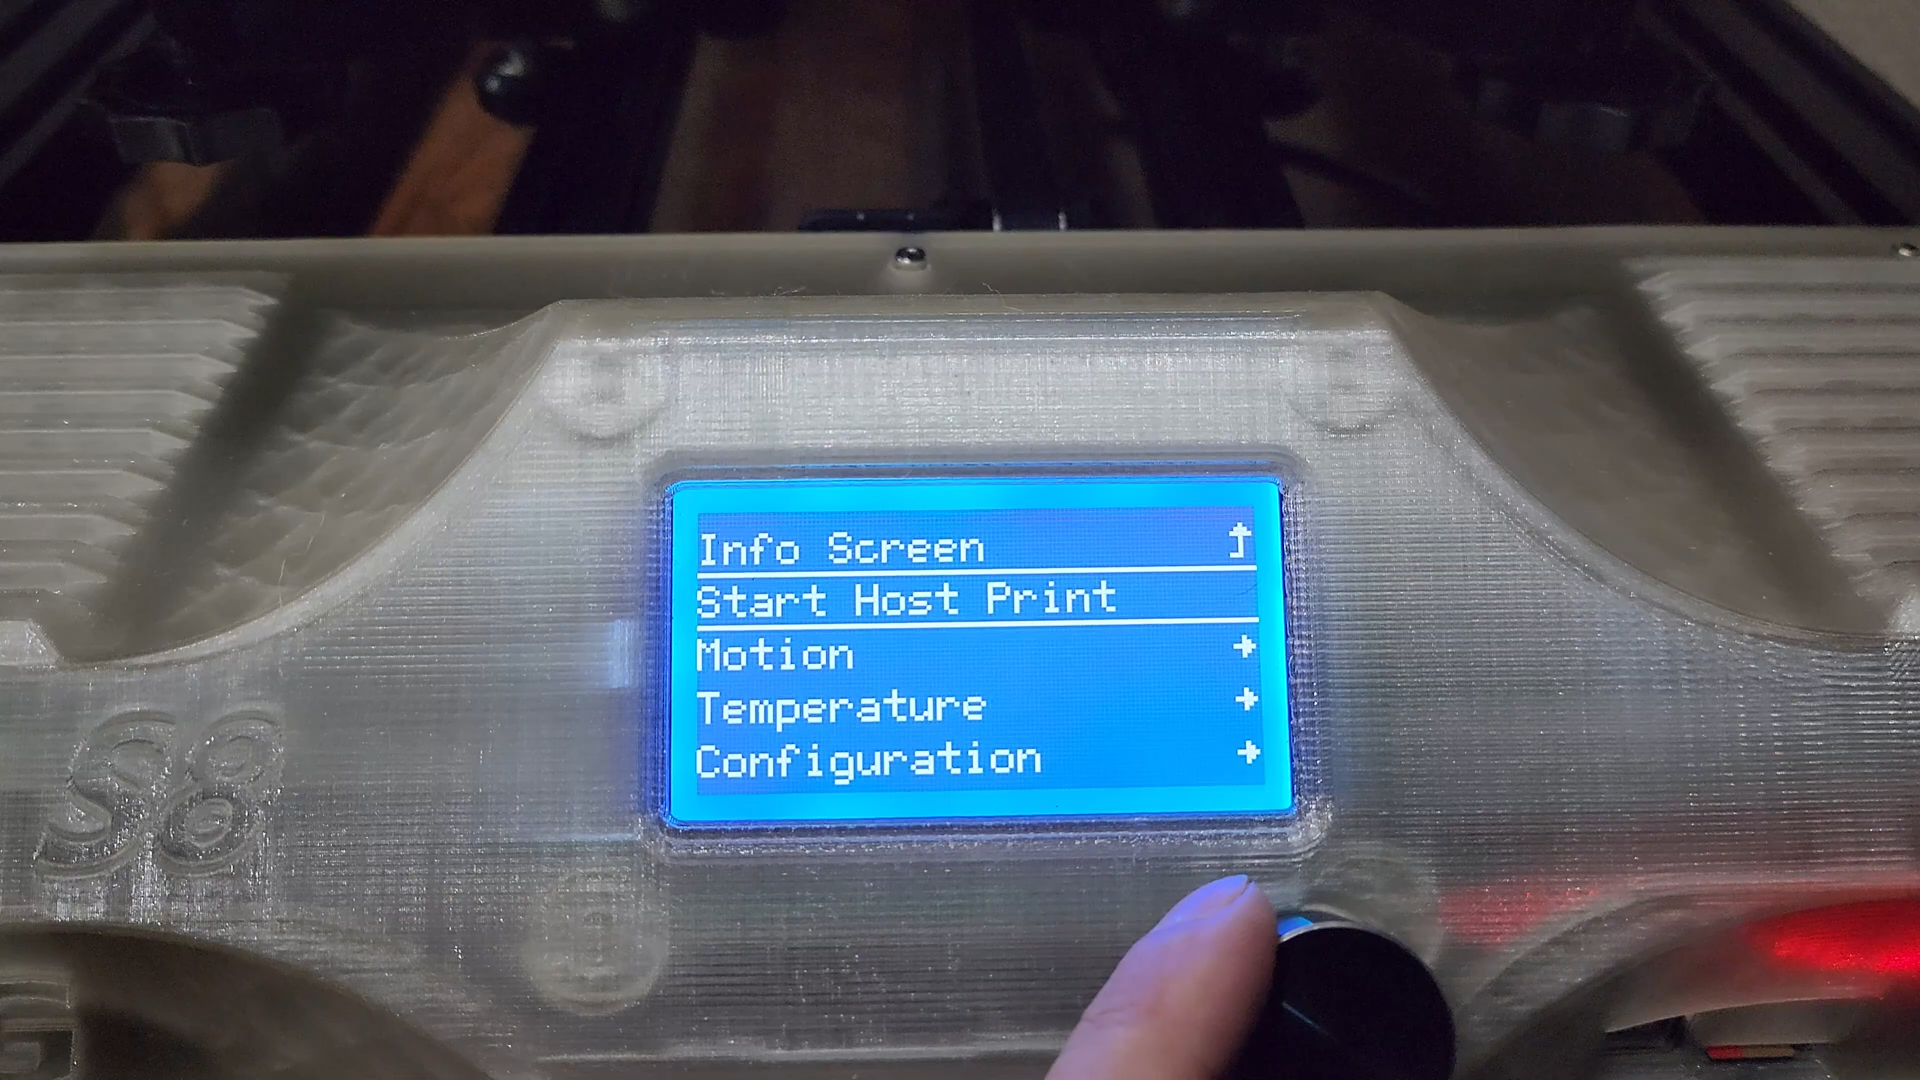 Info Screen
Start Host Print
Motion
Temperature
Configuration
S8